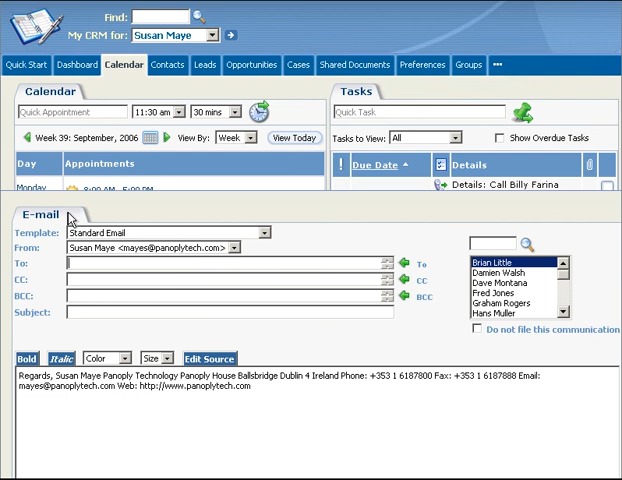 Find:
My CRM for: Susan Maye
Quick Start Dashboard Calendar Contacts Leads Opportunities Cases Shared Documents Preferences Groups •••
Calendar Tasks
Quick Appointment 11:30 am 30 mins Quick Task
Week 39: September, 2006 View By: Week View Today Tasks to View: All Show Overdue Tasks
Day Appointments ! Due Date Details
Monday 8:00 AM - 5:00 PM Details: Call Billy Farina
E-mail
Template: Standard Email
From: Susan Maye <mayes@panoplytech.com>
To: To Brian Little
Damien Walsh
CC: CC Dave Montana
Fred Jones
BCC: BCC Graham Rogers
Subject: Hans Muller
Do not file this communication
Bold Italic Color Size Edit Source
Regards, Susan Maye Panoply Technology Panoply House Ballsbridge Dublin 4 Ireland Phone: +353 1 6187800 Fax: +353 1 6187888 Email:
mayes@panoplytech.com Web: http://www.panoplytech.com